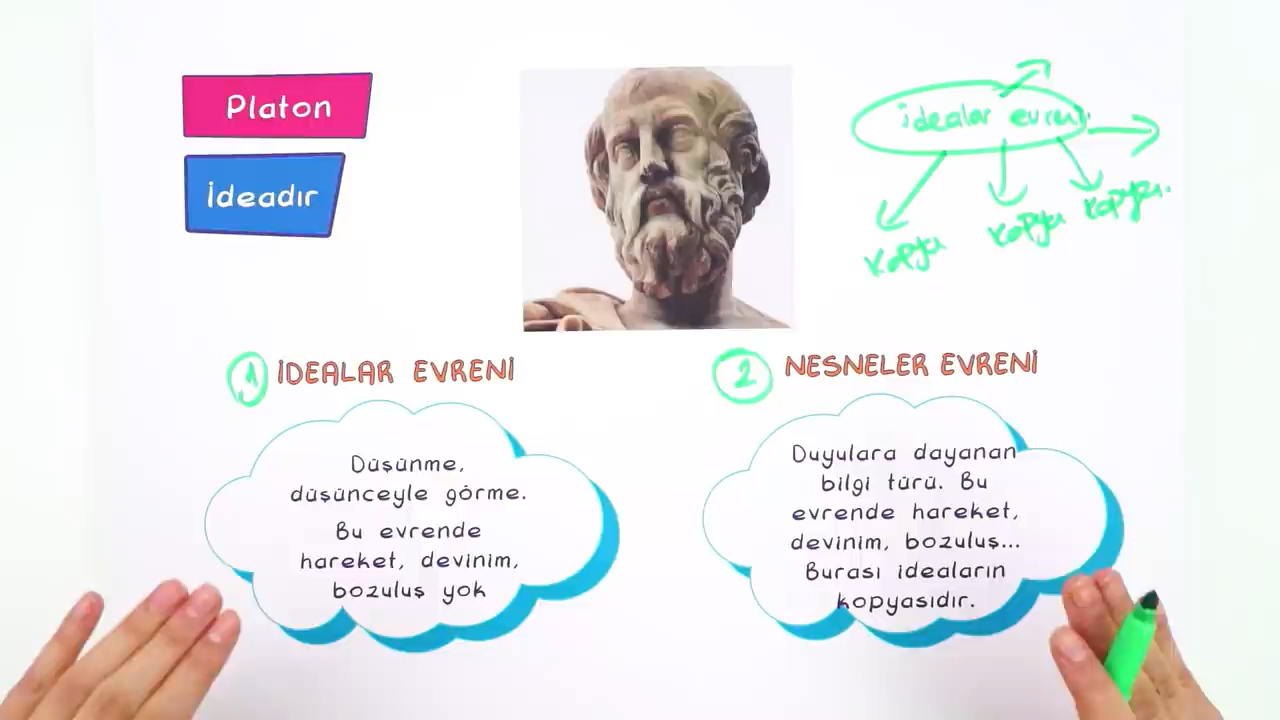 Platon
İdeadır
idealar evreni
kopya
kopya
kopya.
1 İDEALAR EVRENİ
Düşünme,
düşünceyle görme.
Bu evrende
hareket, devinim,
bozuluş yok
2 NESNELER EVRENİ
Duyulara dayanan
bilgi türü. Bu
evrende hareket,
devinim, bozuluş...
Burası ideaların
kopyasıdır.